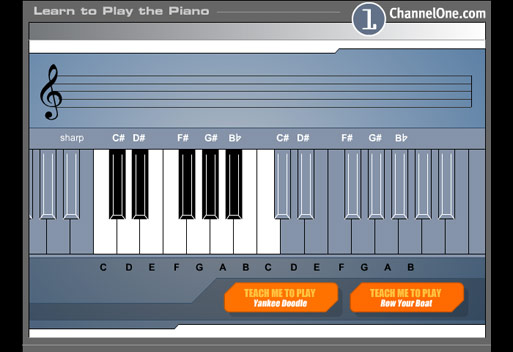 Learn to Play the Piano
1 ChannelOne.com
sharp C# D# F# G# B♭ C# D# F# G# B♭
C D E F G A B C D E F G A B
TEACH ME TO PLAY
Yankee Doodle
TEACH ME TO PLAY
Row Your Boat